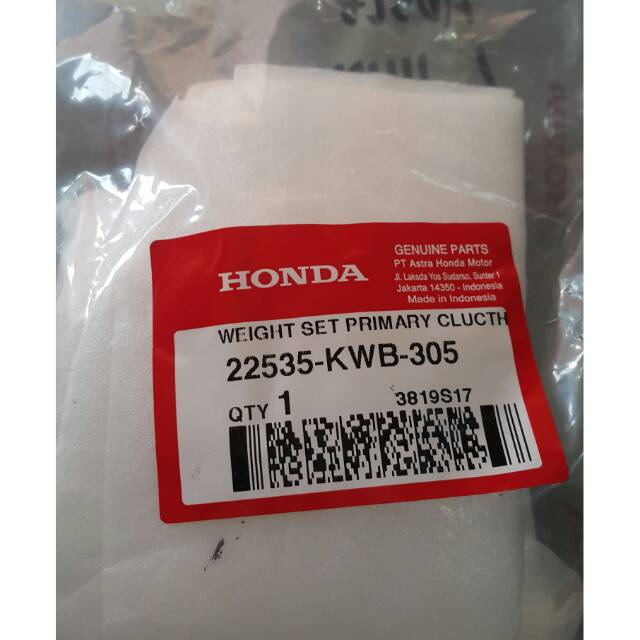 HONDA
GENUINE PARTS
PT Astra Honda Motor
Jl. Laksda Yos Sudarso, Sunter 1
Jakarta 14350 - Indonesia
Made in Indonesia
WEIGHT SET PRIMARY CLUCTH
22535-KWB-305
QTY 1
3819S17